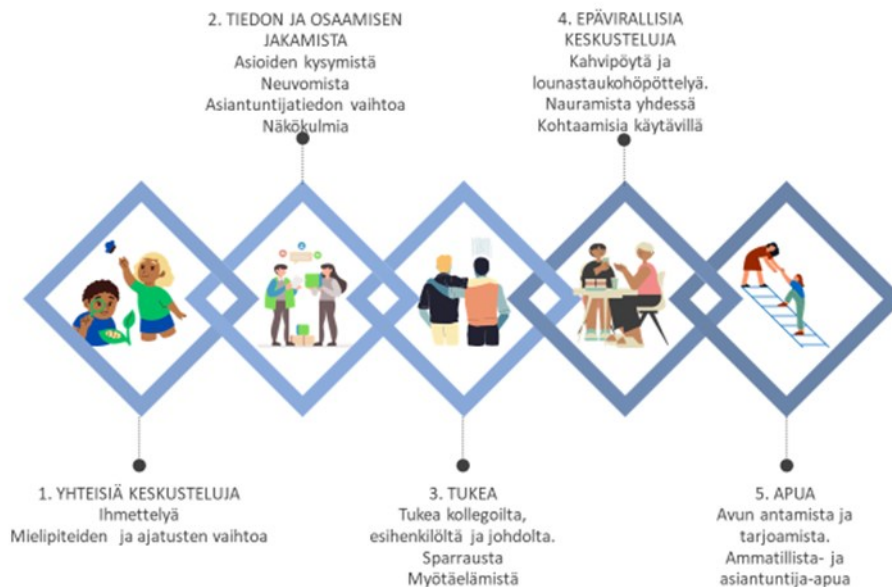 2. TIEDON JA OSAAMISEN
JAKAMISTA
Asioiden kysymistä
Neuvomista
Asiantuntijatiedon vaihtoa
Näkökulmia
4. EPÄVIRALLISIA
KESKUSTELUJA
Kahvipöytä ja
lounastaukohöpöttelyä.
Nauramista yhdessä
Kohtaamisia käytävillä
1. YHTEISIÄ KESKUSTELUJA
Ihmettelyä
Mielipiteiden ja ajatusten vaihtoa
3. TUKEA
Tukea kollegoilta,
esihenkilöltä ja johdolta.
Sparrausta
Myötäelämistä
5. APUA
Avun antamista ja
tarjoamista.
Ammatillista- ja
asiantuntija-apua